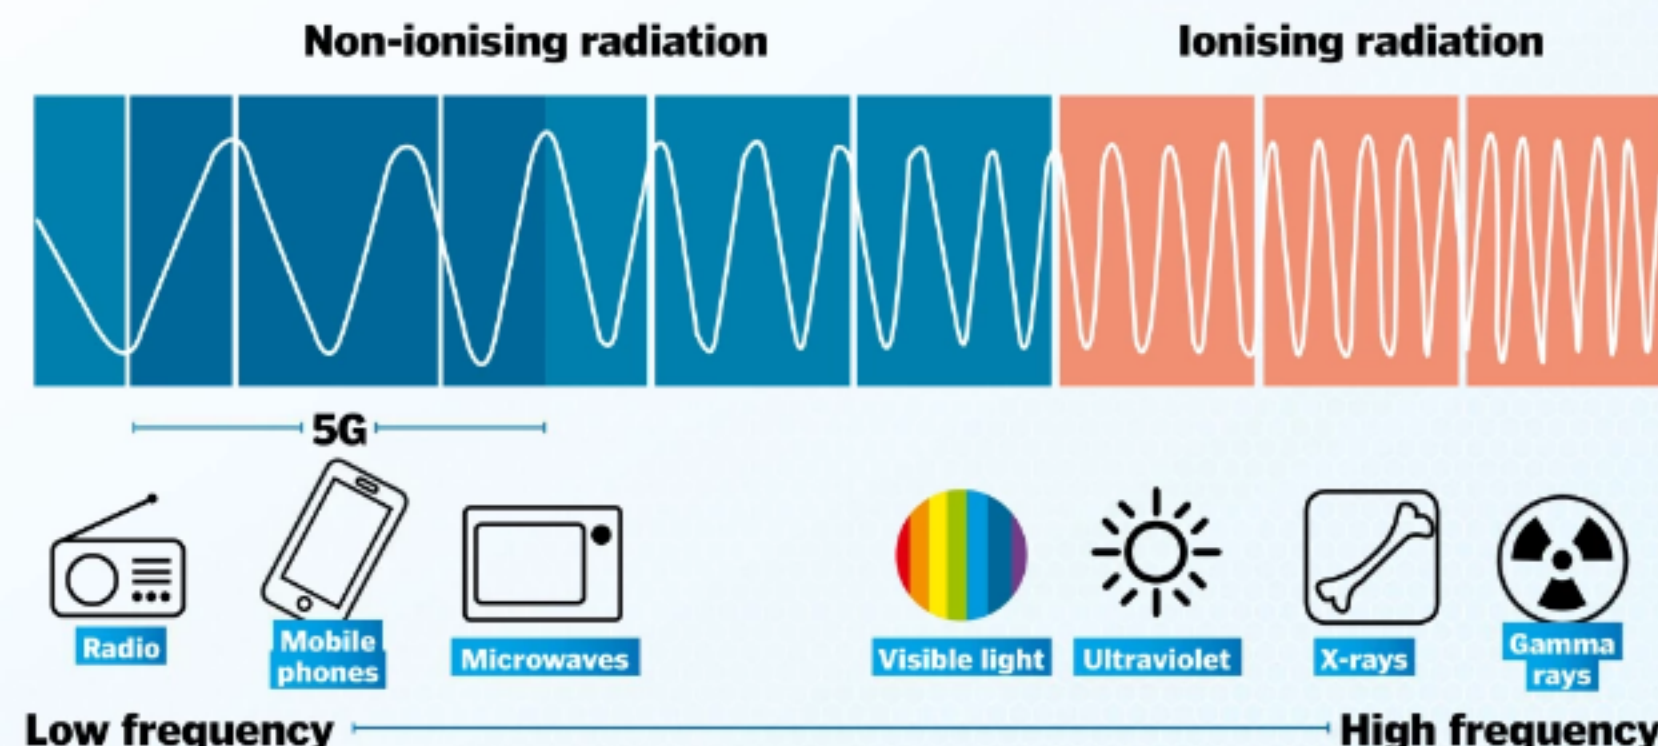 Non-ionising radiation
Ionising radiation
5G
Radio
Mobile
phones
Microwaves
Visible light
Ultraviolet
X-rays
Gamma
rays
Low frequency
High frequency